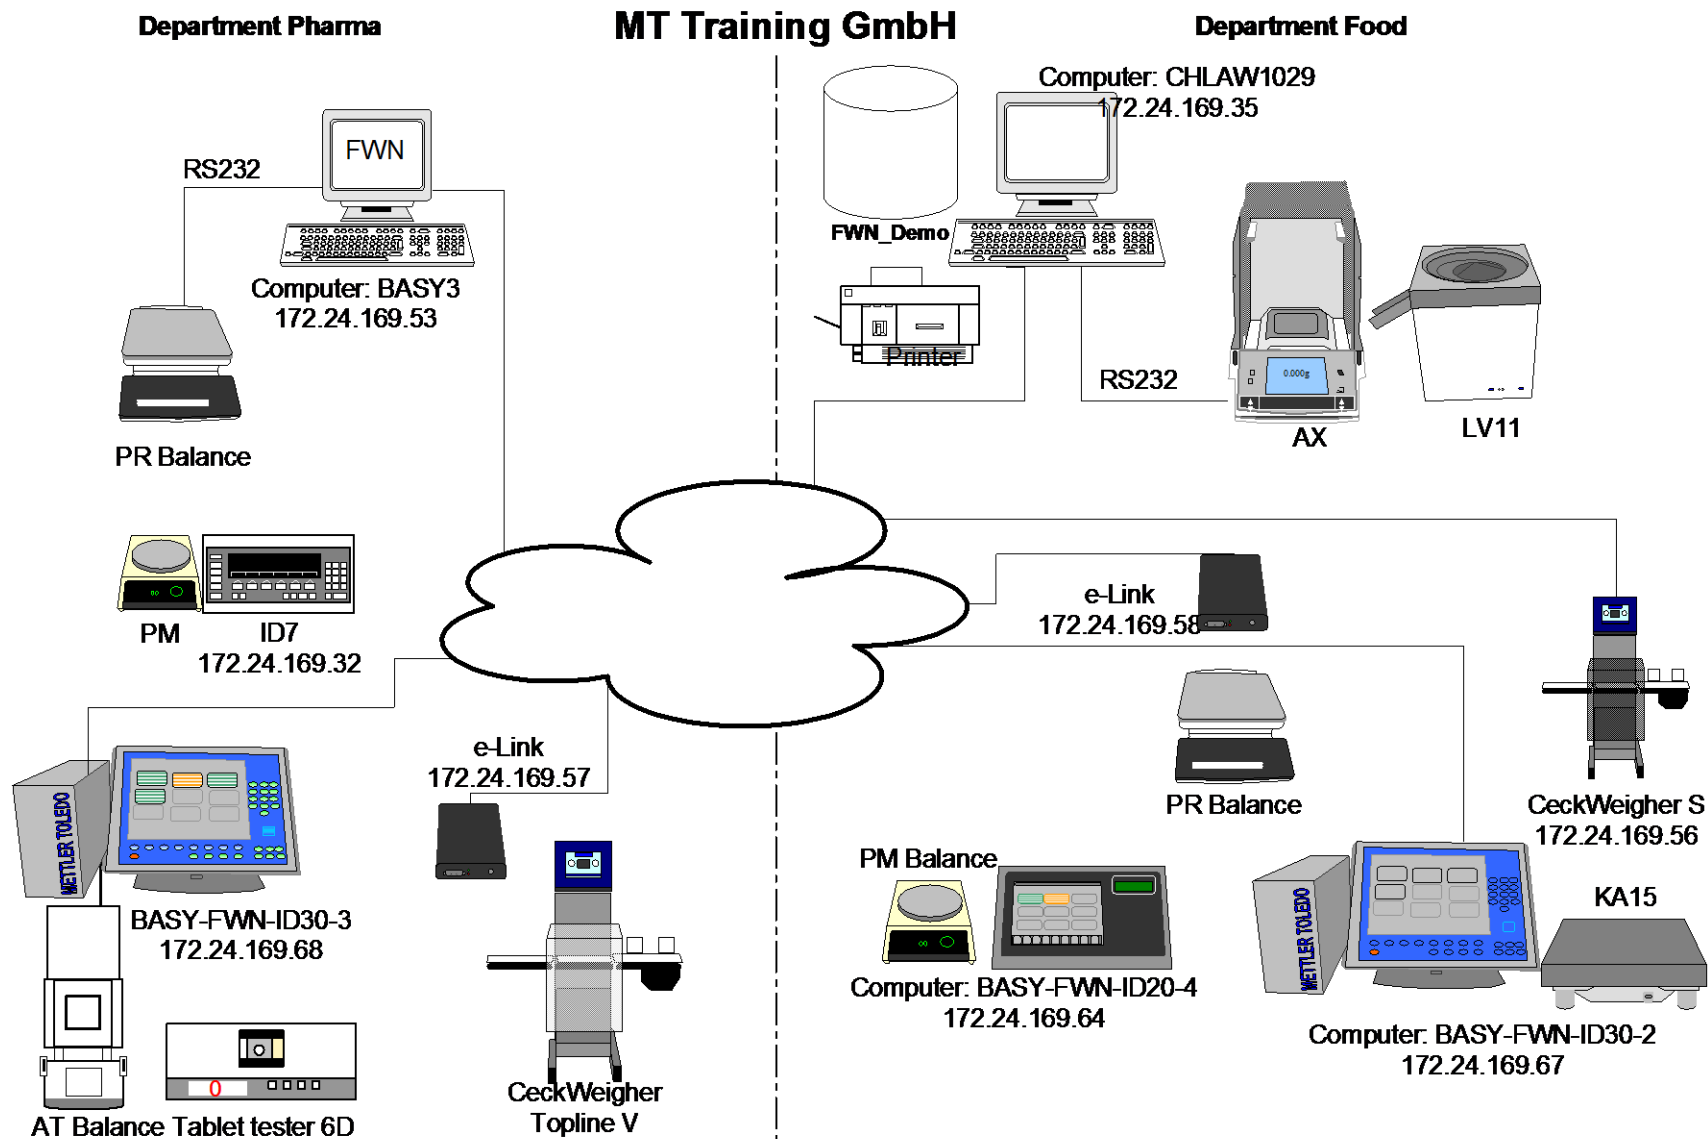 Department Pharma
MT Training GmbH
Department Food
FWN
RS232
Computer: BASY3
172.24.169.53
PR Balance
PM
ID7
172.24.169.32
METTLER TOLEDO
BASY-FWN-ID30-3
172.24.169.68
AT Balance
0
Tablet tester 6D
e-Link
172.24.169.57
CeckWeigher
Topline V
Computer: CHLAW1029
172.24.169.35
FWN_Demo
Printer
RS232
0.000g
AX
LV11
e-Link
172.24.169.58
PR Balance
CeckWeigher S
172.24.169.56
PM Balance
Computer: BASY-FWN-ID20-4
172.24.169.64
METTLER TOLEDO
KA15
Computer: BASY-FWN-ID30-2
172.24.169.67